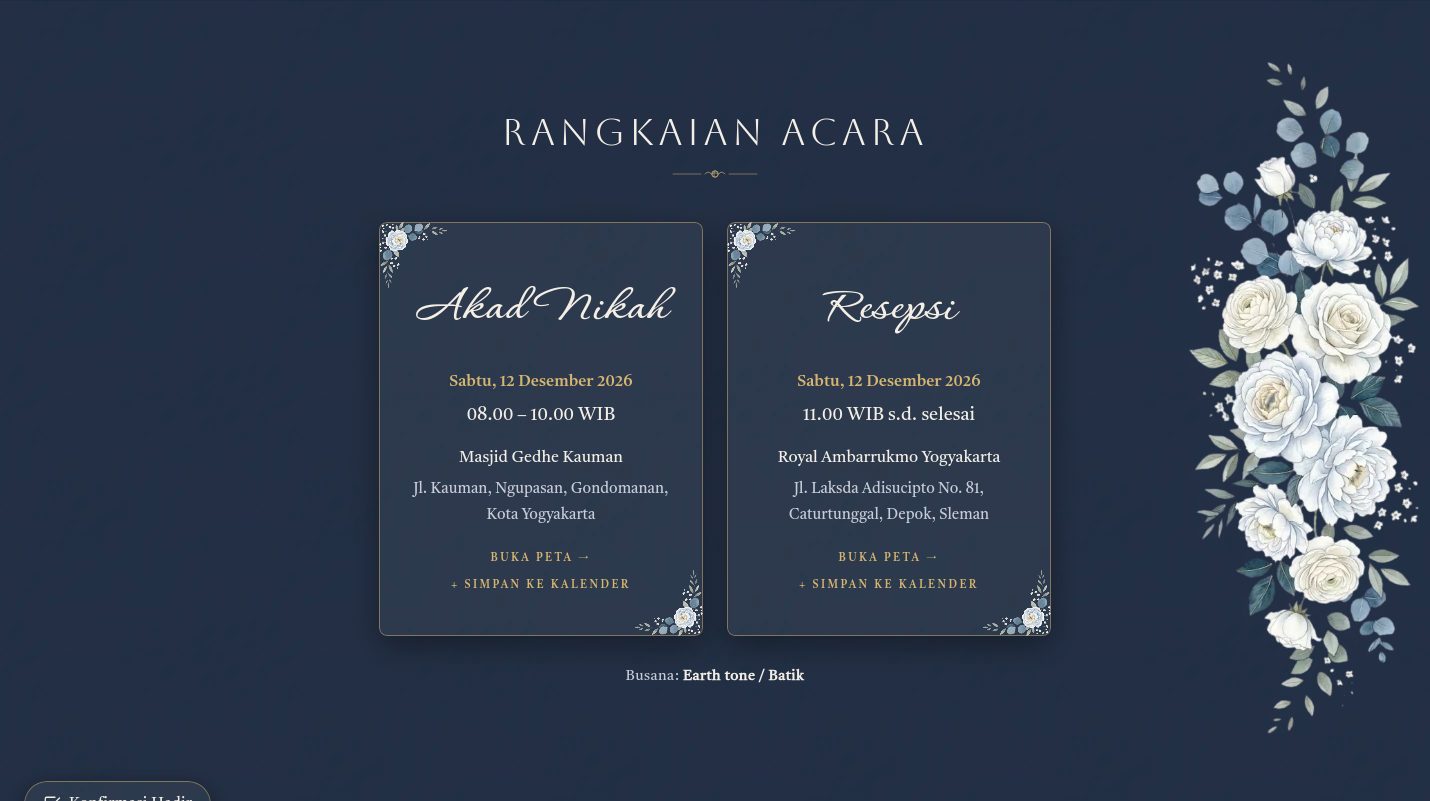 RANGKAIAN ACARA
Akad Nikah
Sabtu, 12 Desember 2026
08.00 – 10.00 WIB
Masjid Gedhe Kauman
Jl. Kauman, Ngupasan, Gondomanan,
Kota Yogyakarta
BUKA PETA →
+ SIMPAN KE KALENDER
Resepsi
Sabtu, 12 Desember 2026
11.00 WIB s.d. selesai
Royal Ambarrukmo Yogyakarta
Jl. Laksda Adisucipto No. 81,
Caturtunggal, Depok, Sleman
BUKA PETA →
+ SIMPAN KE KALENDER
Busana: Earth tone / Batik
Konfirmasi Hadir